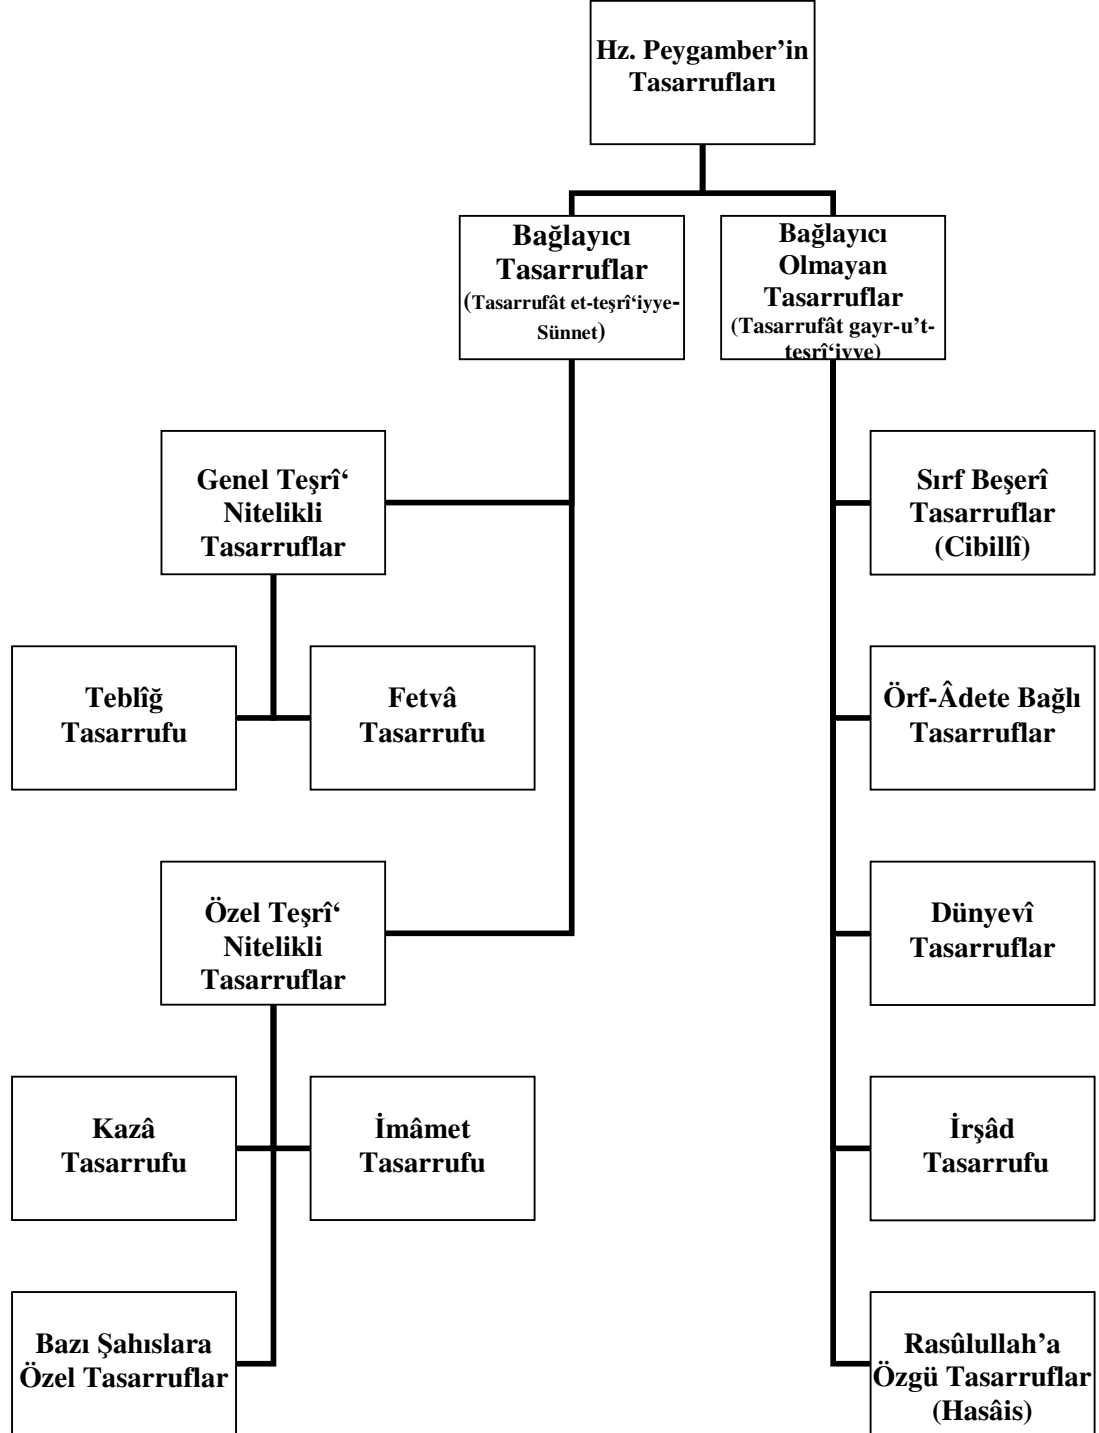 Hz. Peygamber’in
Tasarrufları
Bağlayıcı
Tasarruflar
(Tasarrufât et-teşrî‘iyye-
Sünnet)
Bağlayıcı
Olmayan
Tasarruflar
(Tasarrufât gayr-u’t-
teşrî‘iyye)
Genel Teşrî‘
Nitelikli
Tasarruflar
Sırf Beşerî
Tasarruflar
(Cibillî)
Teblîğ
Tasarrufu
Fetvâ
Tasarrufu
Örf-Âdete Bağlı
Tasarruflar
Özel Teşrî‘
Nitelikli
Tasarruflar
Dünyevî
Tasarruflar
Kazâ
Tasarrufu
İmâmet
Tasarrufu
İrşâd
Tasarrufu
Bazı Şahıslara
Özel Tasarruflar
Rasûlullah’a
Özgü Tasarruflar
(Hasâis)